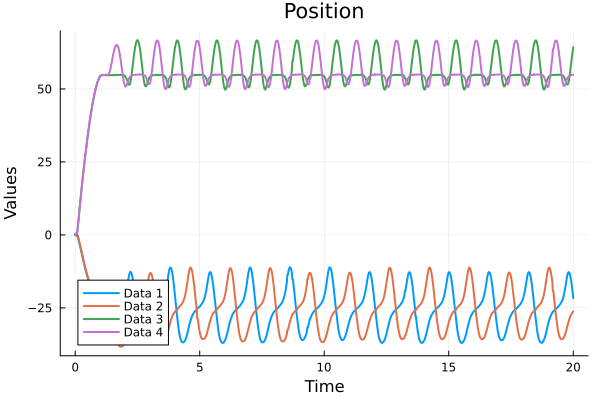 Position
Values
50
25
0
−25
Data 1
Data 2
Data 3
Data 4
0
5
10
15
20
Time